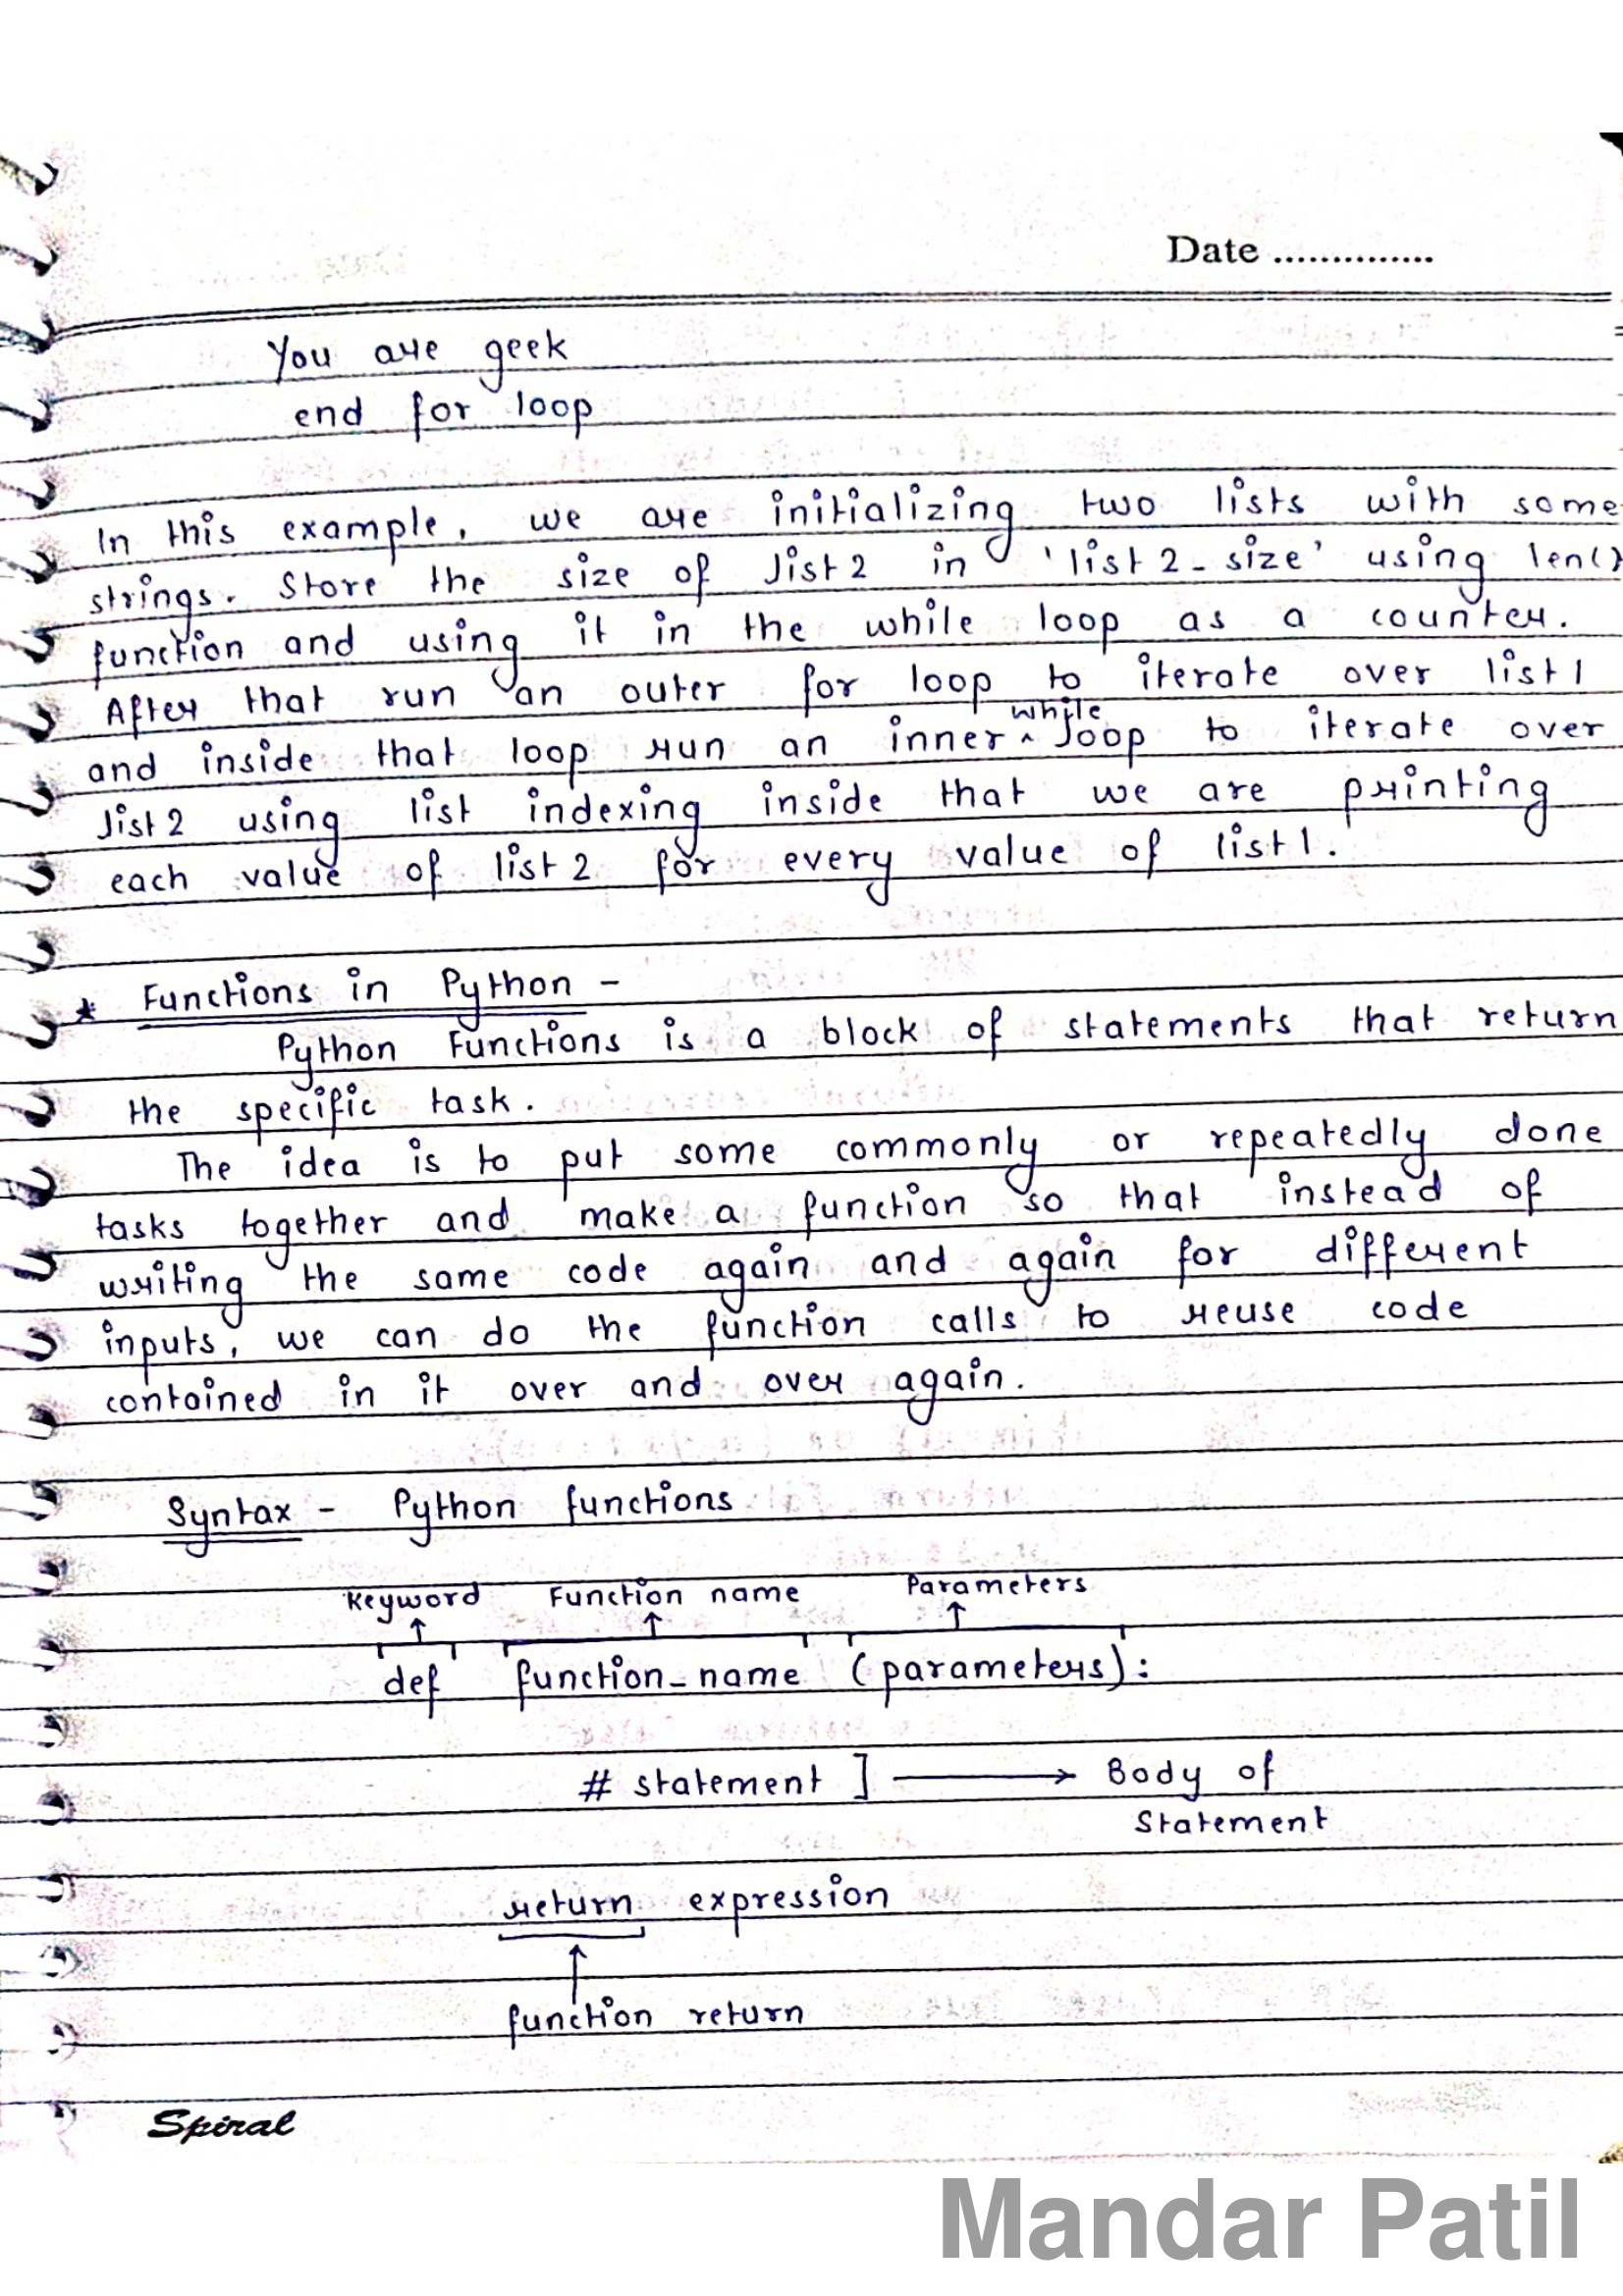 Date ..............
You are geek
end for loop
In this example, we are initializing two lists with some
strings. Store the size of list2 in 'list2_size' using len()
function and using it in the while loop as a counter.
After that run an outer for loop to iterate over list1
and inside that loop run an inner ^ while loop to iterate over
list2 using list indexing inside that we are printing
each value of list2 for every value of list1.
* Functions in Python -
Python Functions is a block of statements that return
the specific task.
The idea is to put some commonly or repeatedly done
tasks together and make a function so that instead of
writing the same code again and again for different
inputs, we can do the function calls to reuse code
contained in it over and over again.
Syntax - Python functions
Keyword Function name Parameters
def function_name (parameters):
# statement ] → Body of
Statement
return expression
function return
Spiral
Mandar Patil